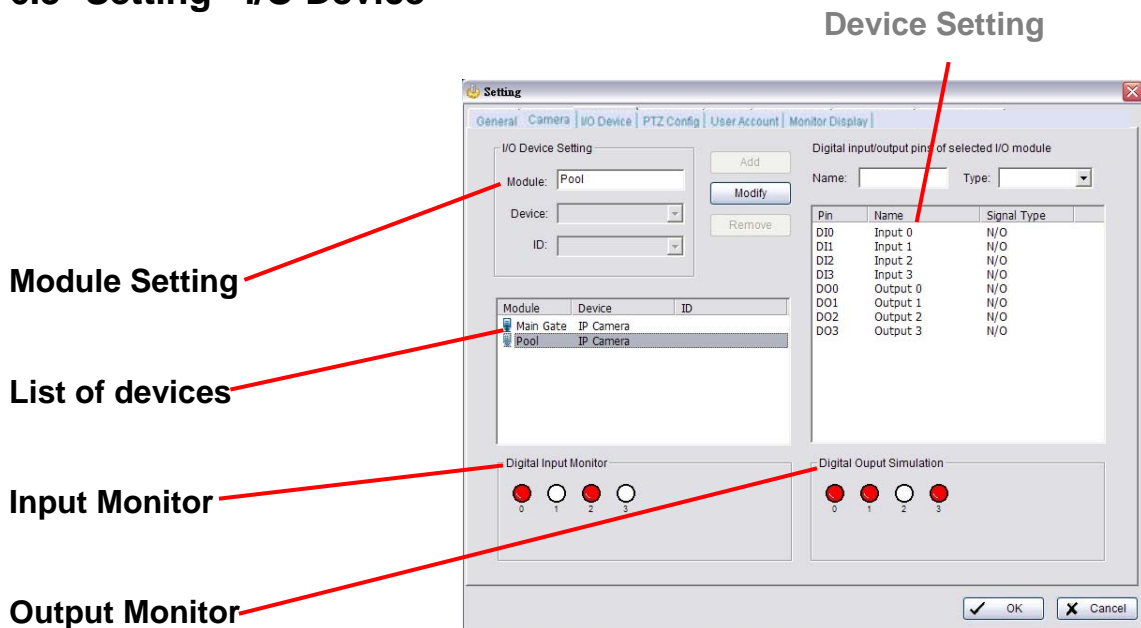 Setting - I/O Device
Device Setting
Setting
General Camera I/O Device PTZ Config User Account Monitor Display
I/O Device Setting
Module: Pool
Device:
ID:
Add
Modify
Remove
Digital input/output pins of selected I/O module
Name: Type:
Pin Name Signal Type
DI0 Input 0 N/O
DI1 Input 1 N/O
DI2 Input 2 N/O
DI3 Input 3 N/O
DO0 Output 0 N/O
DO1 Output 1 N/O
DO2 Output 2 N/O
DO3 Output 3 N/O
Module Setting
Module Device ID
Main Gate IP Camera
Pool IP Camera
List of devices
Digital Input Monitor
0 1 2 3
Digital Ouput Simulation
0 1 2 3
Input Monitor
Output Monitor
OK
Cancel